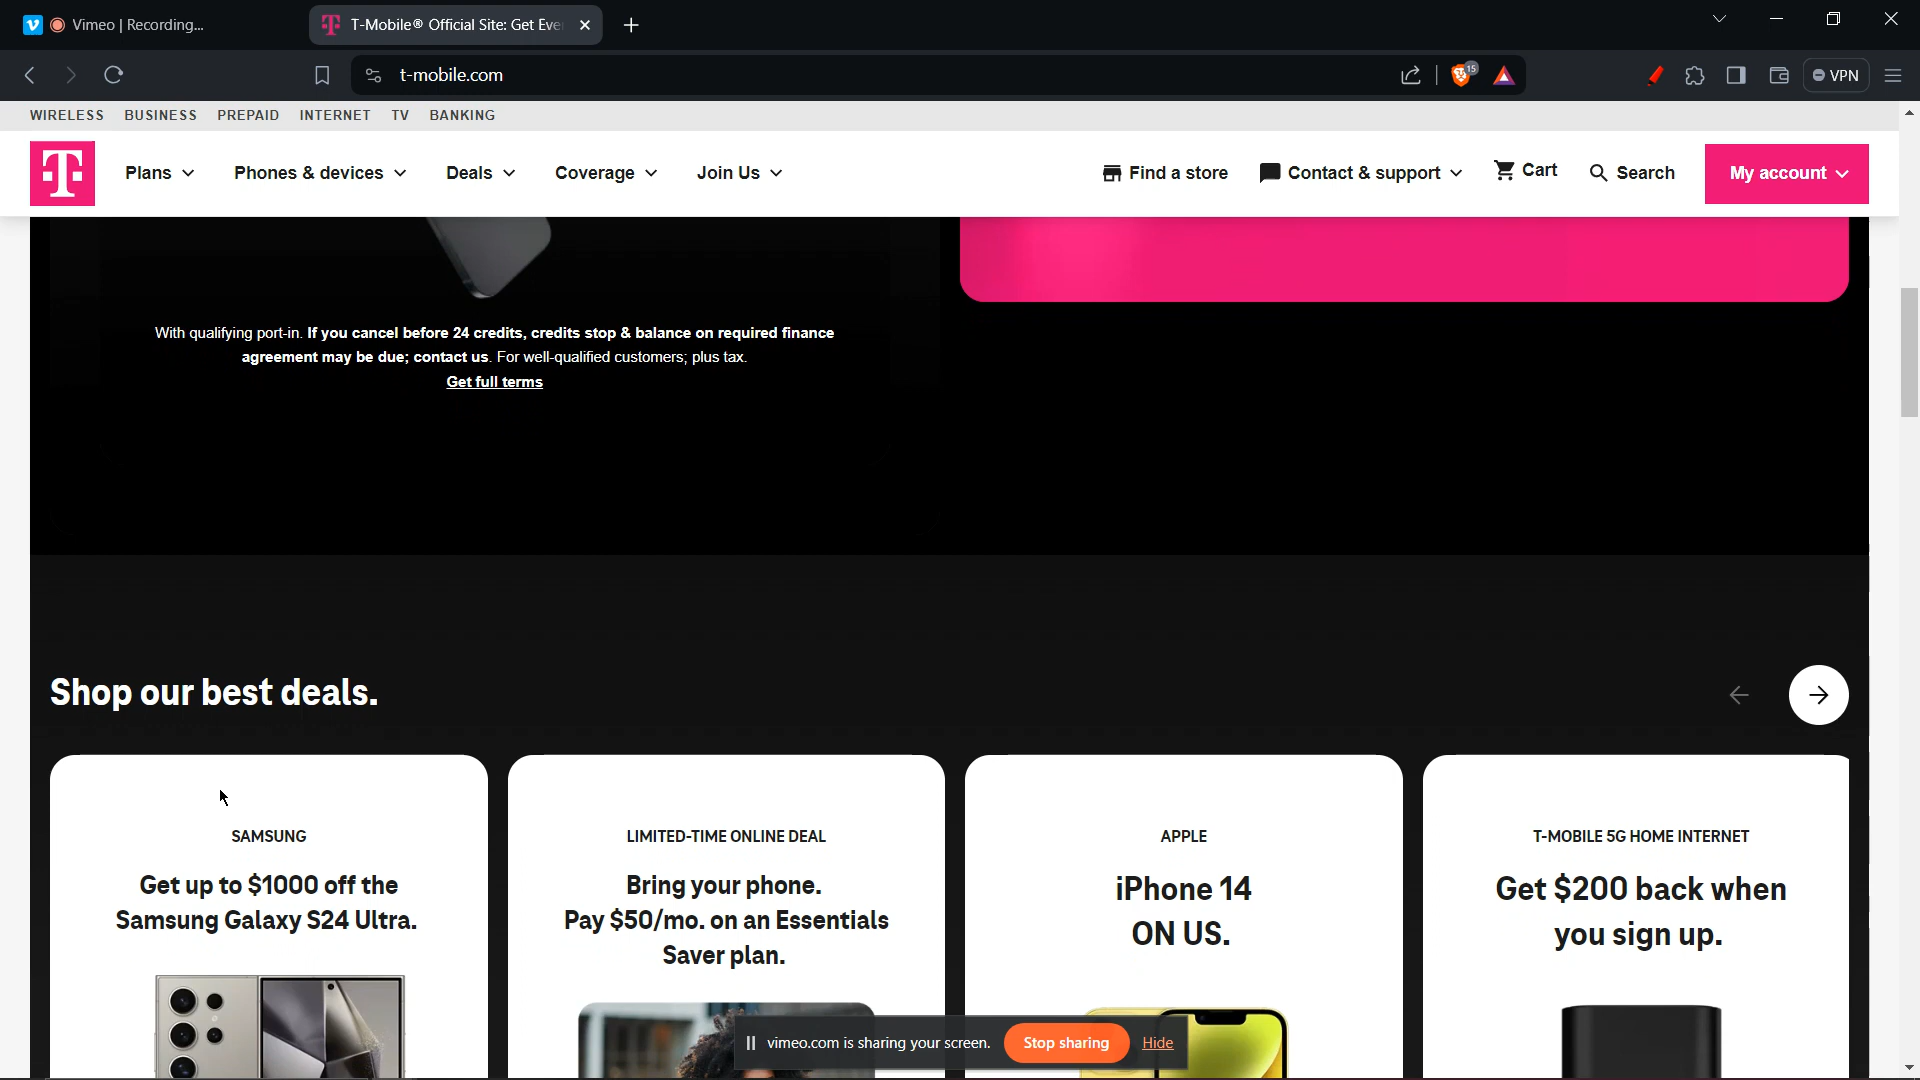 Vimeo | Recording...
T-Mobile® Official Site: Get Eve
t-mobile.com
15
VPN
WIRELESS BUSINESS PREPAID INTERNET TV BANKING
T
Plans Phones & devices Deals Coverage Join Us Find a store Contact & support Cart Search My account
With qualifying port-in. If you cancel before 24 credits, credits stop & balance on required finance
agreement may be due; contact us. For well-qualified customers; plus tax.
Get full terms
Shop our best deals.
SAMSUNG
Get up to $1000 off the
Samsung Galaxy S24 Ultra.
LIMITED-TIME ONLINE DEAL
Bring your phone.
Pay $50/mo. on an Essentials
Saver plan.
APPLE
iPhone 14
ON US.
T-MOBILE 5G HOME INTERNET
Get $200 back when
you sign up.
vimeo.com is sharing your screen. Stop sharing Hide